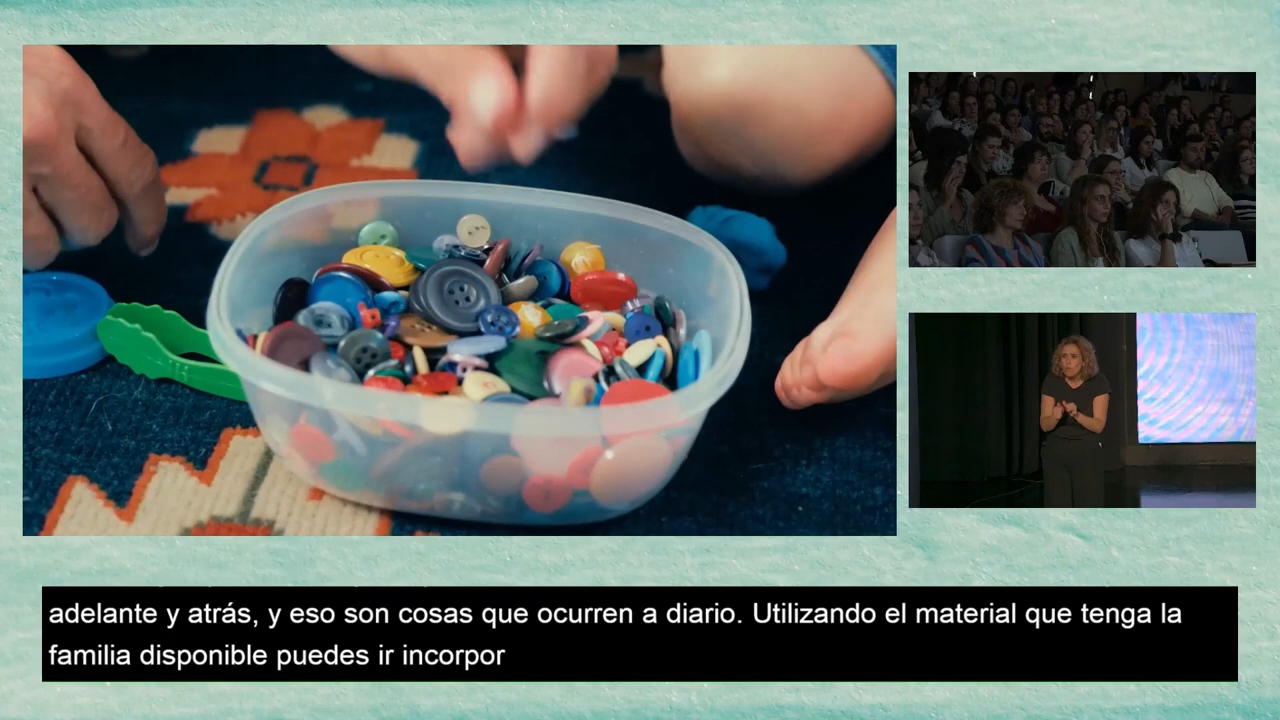 adelante y atrás, y eso son cosas que ocurren a diario. Utilizando el material que tenga la
familia disponible puedes ir incorpor